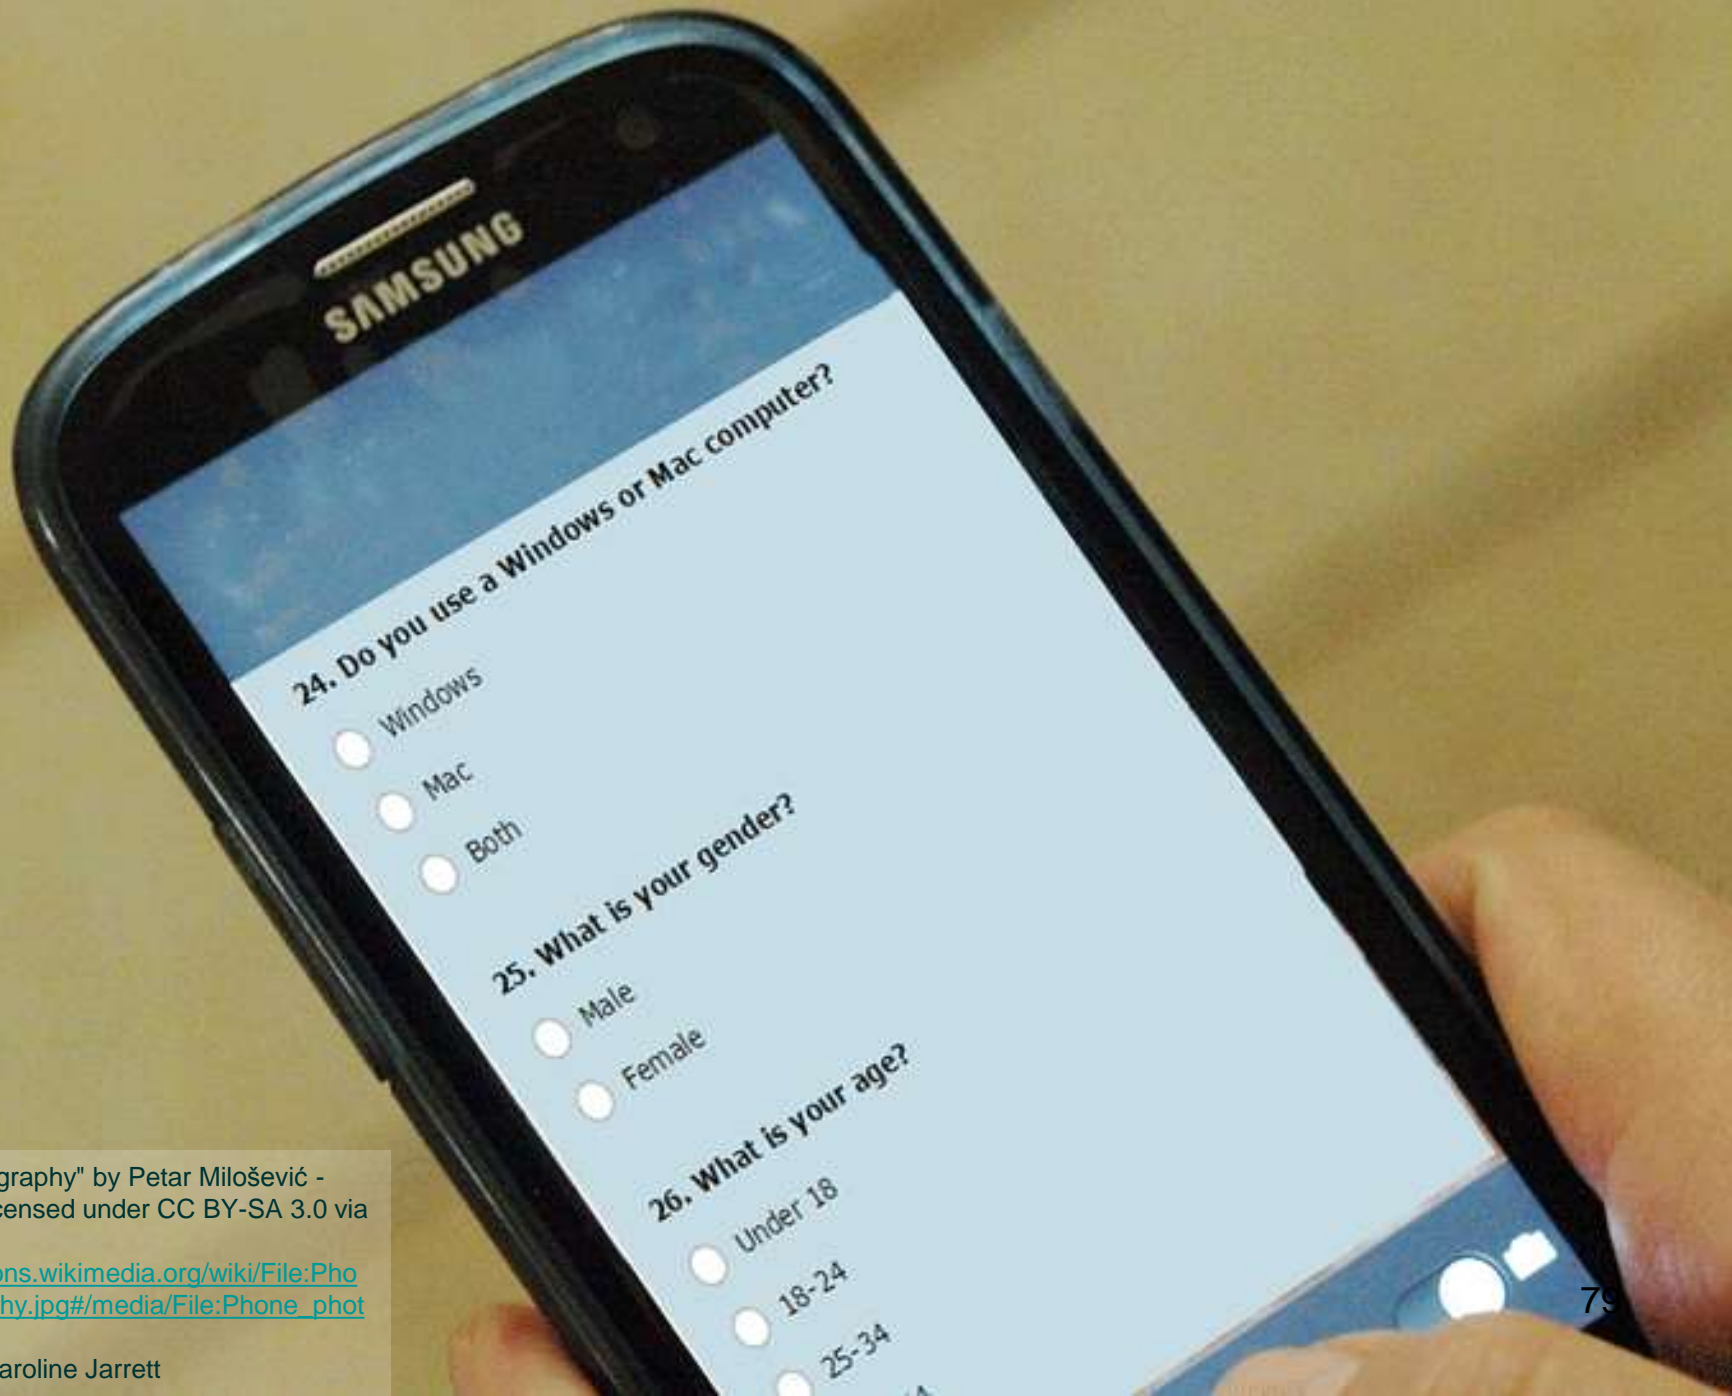 SAMSUNG
24. Do you use a Windows or Mac computer?
Windows
Mac
Both
25. What is your gender?
Male
Female
26. What is your age?
Under 18
18-24
25-34
graphy" by Petar Milošević -
censed under CC BY-SA 3.0 via
ons.wikimedia.org/wiki/File:Pho
hy.jpg#/media/File:Phone_phot
aroline Jarrett
79